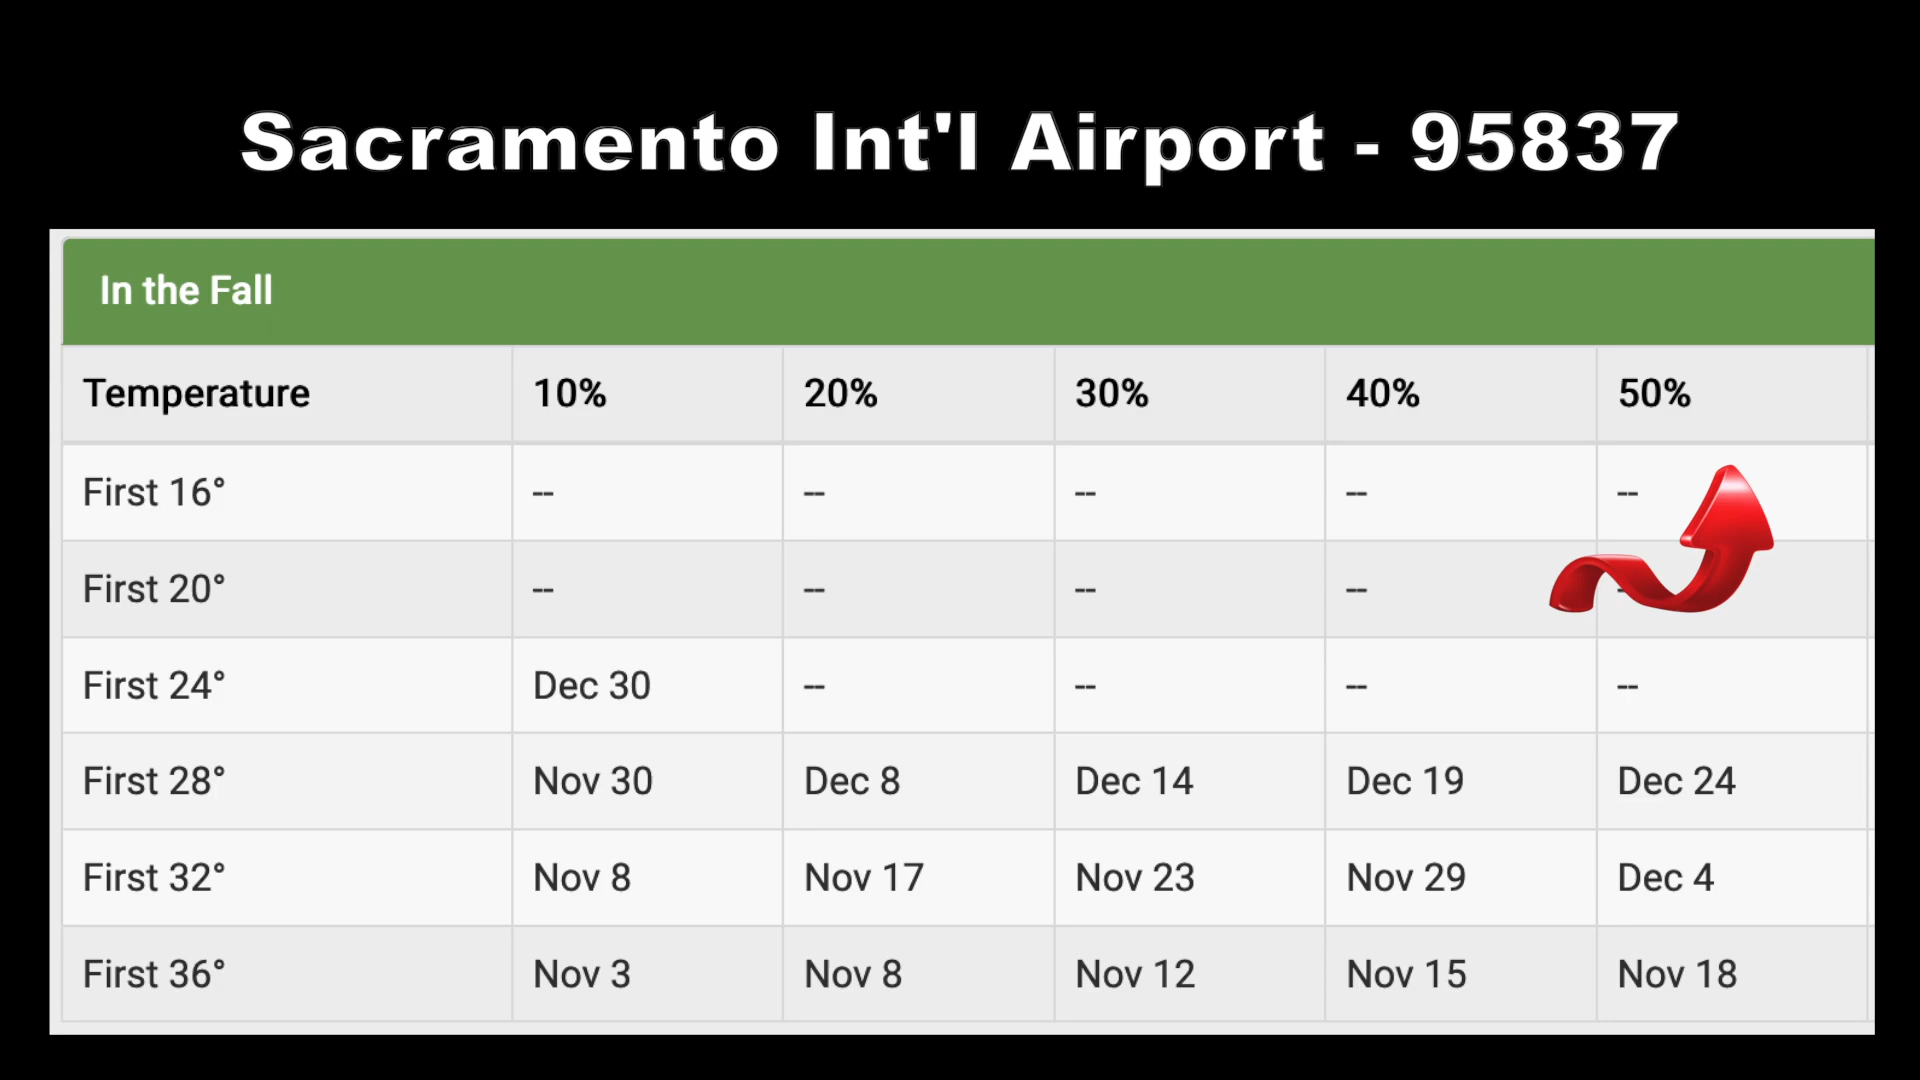 Sacramento Int'l Airport - 95837
In the Fall
Temperature 10% 20% 30% 40% 50%
First 16° -- -- -- -- --
First 20° -- -- -- -- -
First 24° Dec 30 -- -- -- --
First 28° Nov 30 Dec 8 Dec 14 Dec 19 Dec 24
First 32° Nov 8 Nov 17 Nov 23 Nov 29 Dec 4
First 36° Nov 3 Nov 8 Nov 12 Nov 15 Nov 18